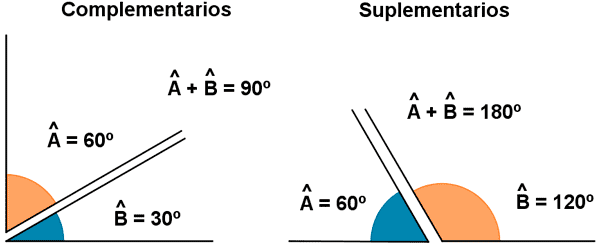 Complementarios
Â + B̂ = 90º
Â = 60º
B̂ = 30º
Suplementarios
Â + B̂ = 180º
Â = 60º
B̂ = 120º